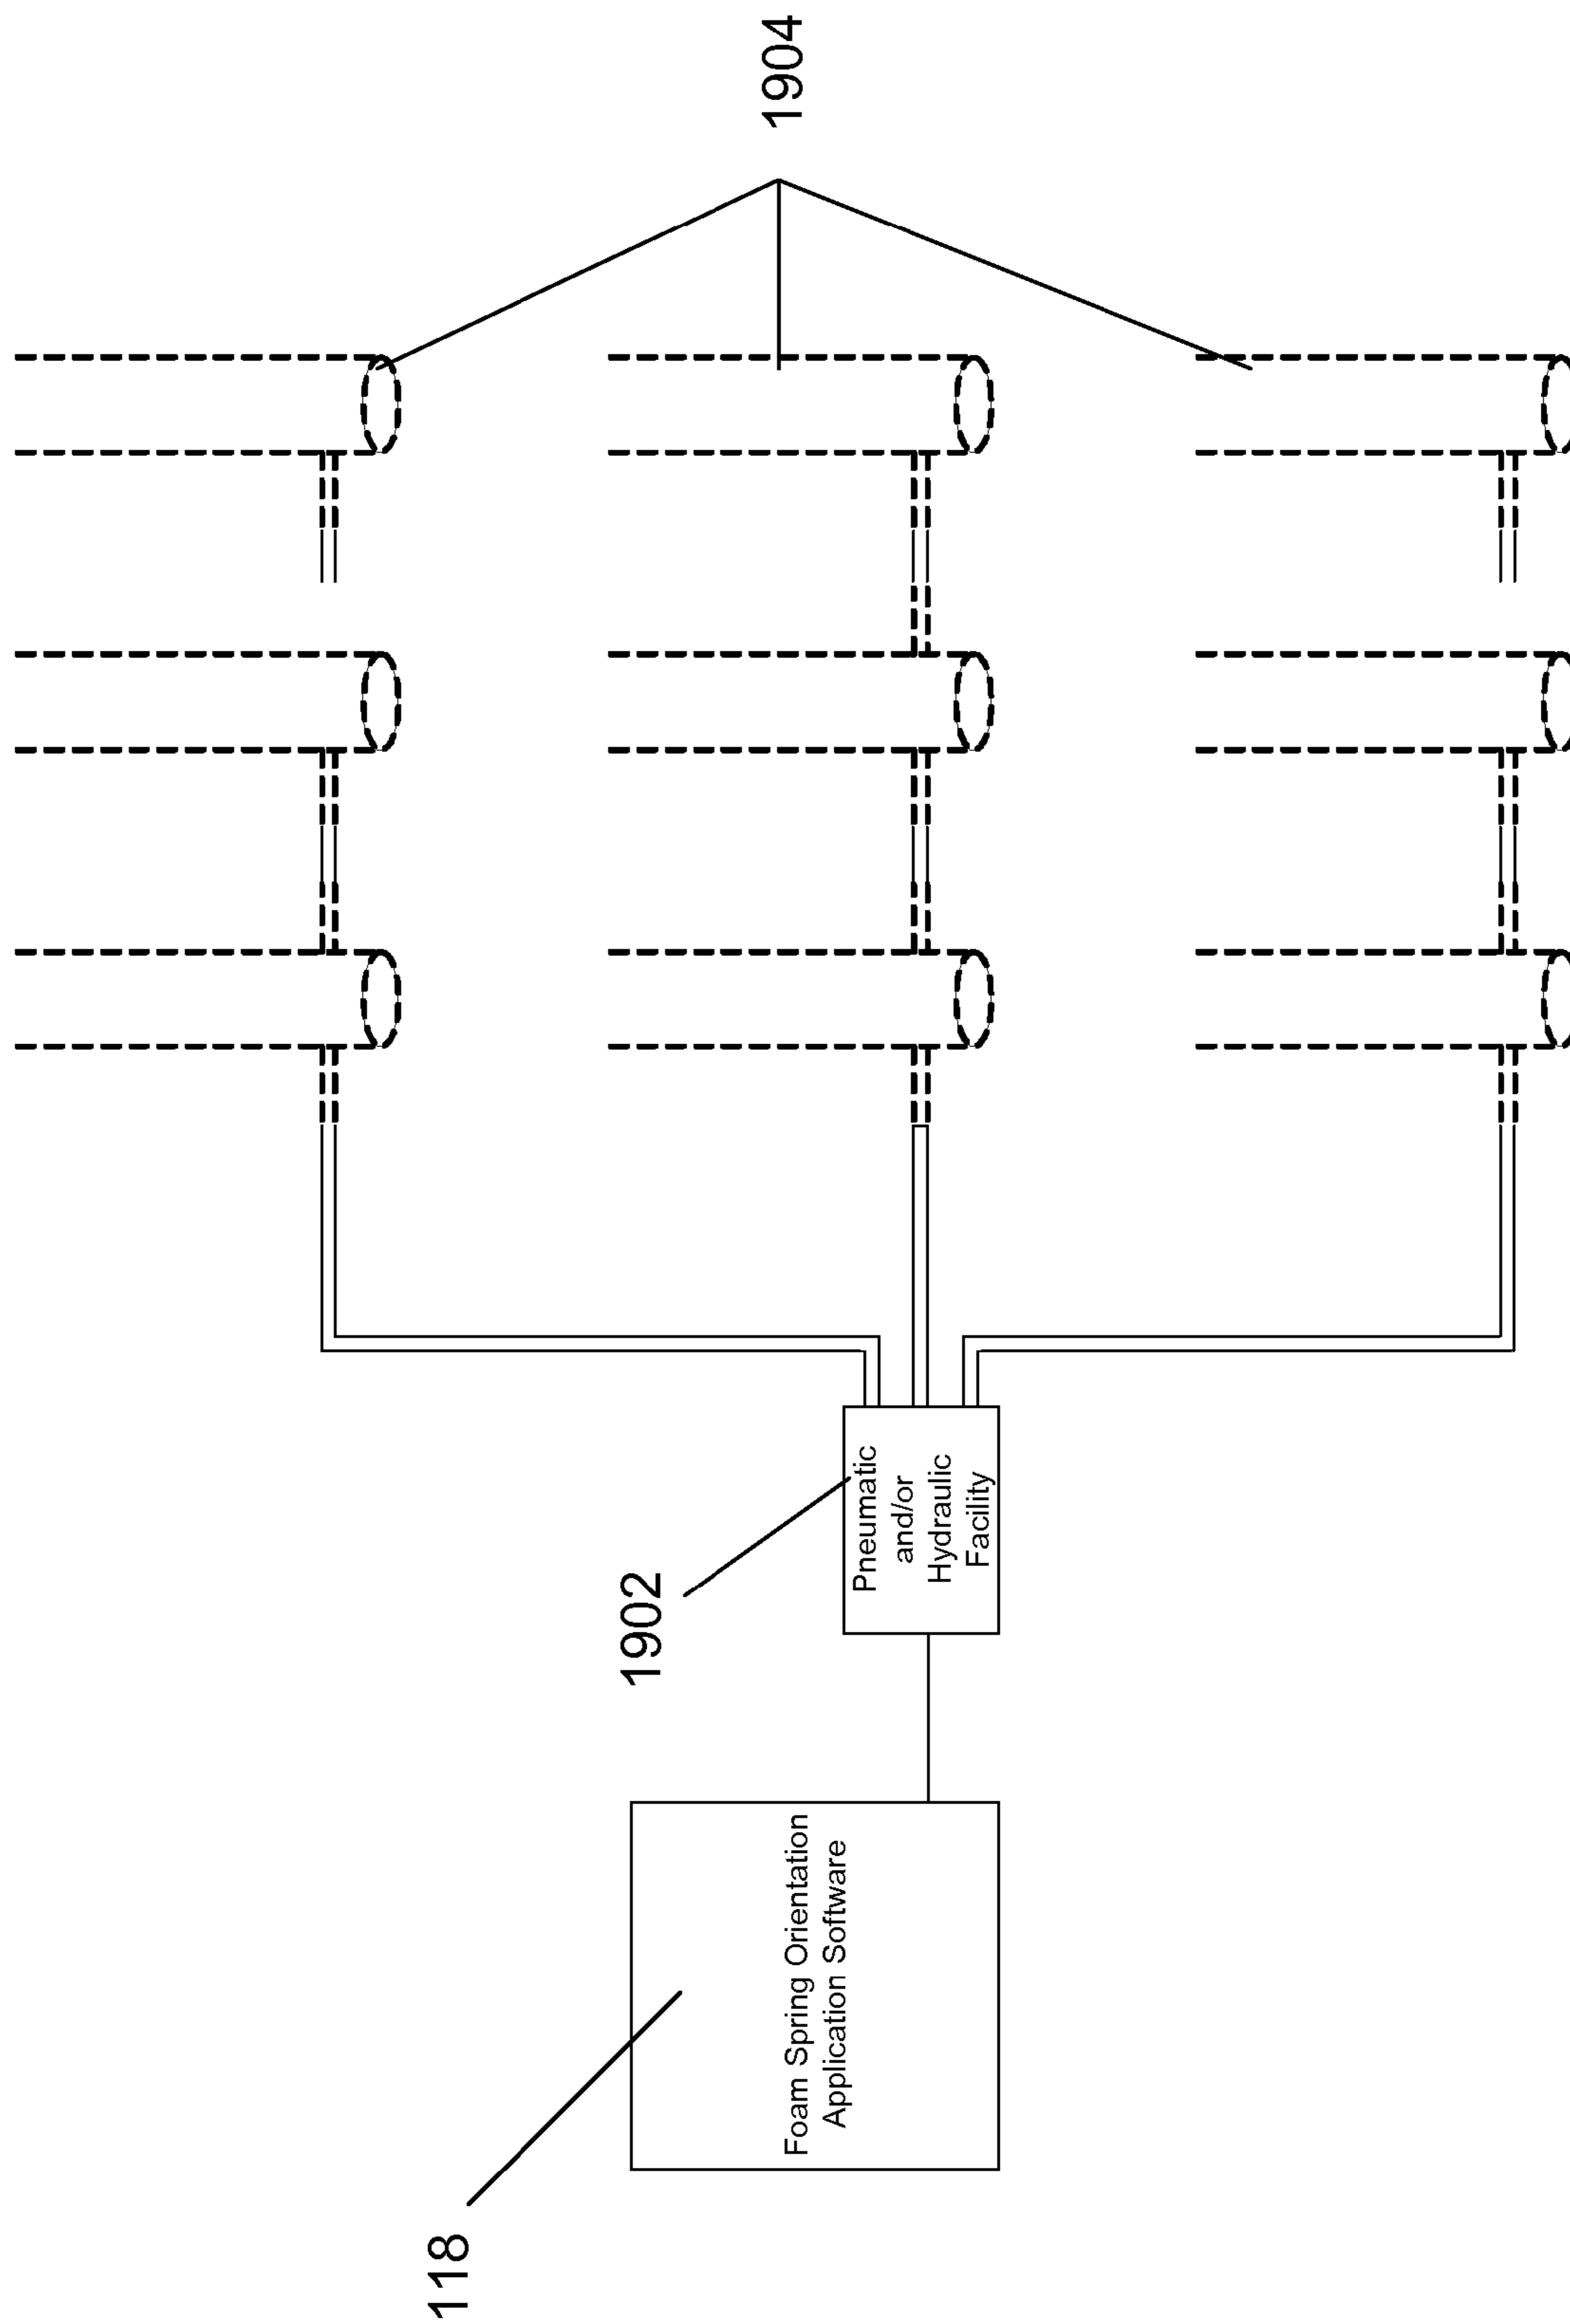 118
Foam Spring Orientation
Application Software
1902
Pneumatic
and/or
Hydraulic
Facility
1904